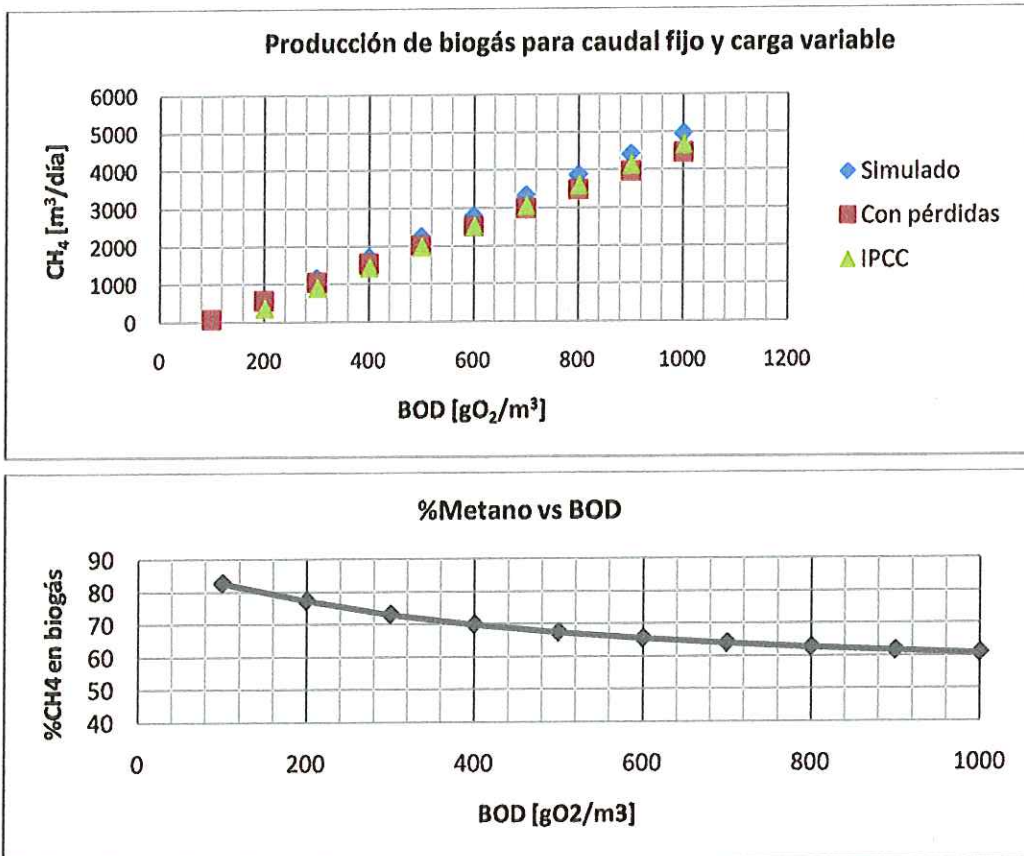 Producción de biogás para caudal fijo y carga variable
CH₄ [m³/día]
6000
5000
4000
3000
2000
1000
0
0 200 400 600 800 1000 1200
BOD [gO₂/m³]
Simulado
Con pérdidas
IPCC
%Metano vs BOD
%CH4 en biogás
90
80
70
60
50
40
0 200 400 600 800 1000
BOD [gO2/m3]